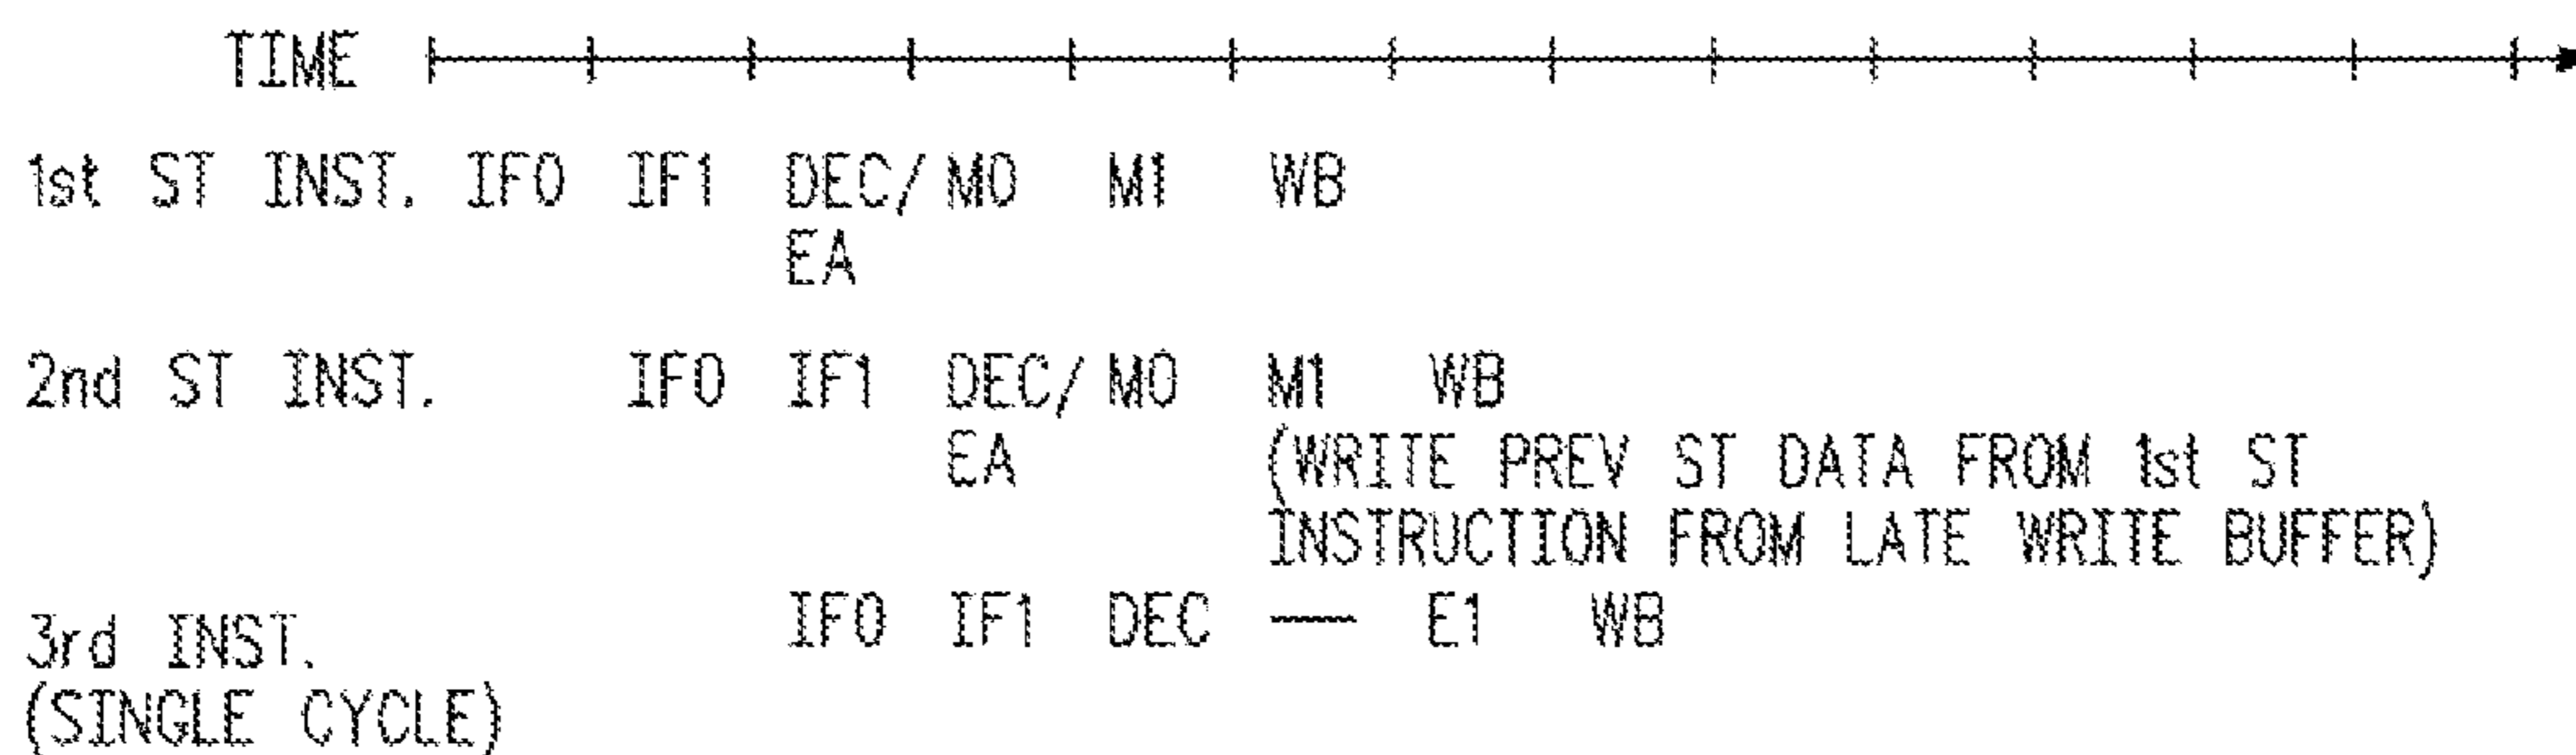 TIME
1st ST INST. IF0 IF1 DEC/ M0 M1 WB
EA
2nd ST INST. IF0 IF1 DEC/ M0 M1 WB
EA (WRITE PREV ST DATA FROM 1st ST
INSTRUCTION FROM LATE WRITE BUFFER)
3rd INST. IF0 IF1 DEC — E1 WB
(SINGLE CYCLE)